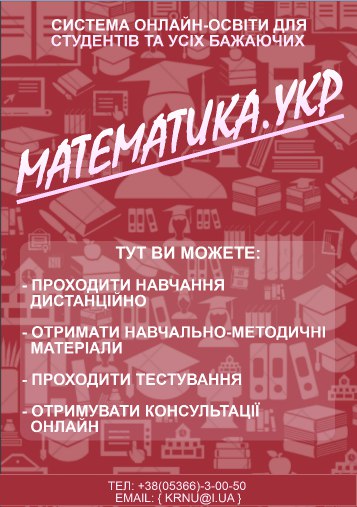 СИСТЕМА ОНЛАЙН-ОСВІТИ ДЛЯ
СТУДЕНТІВ ТА УСІХ БАЖАЮЧИХ
МАТЕМАТИКА.УКР
ТУТ ВИ МОЖЕТЕ:
- ПРОХОДИТИ НАВЧАННЯ
ДИСТАНЦІЙНО
- ОТРИМАТИ НАВЧАЛЬНО-МЕТОДИЧНІ
МАТЕРІАЛИ
- ПРОХОДИТИ ТЕСТУВАННЯ
- ОТРИМУВАТИ КОНСУЛЬТАЦІЇ
ОНЛАЙН
ТЕЛ: +38(05366)-3-00-50
EMAIL: { KRNU@I.UA }